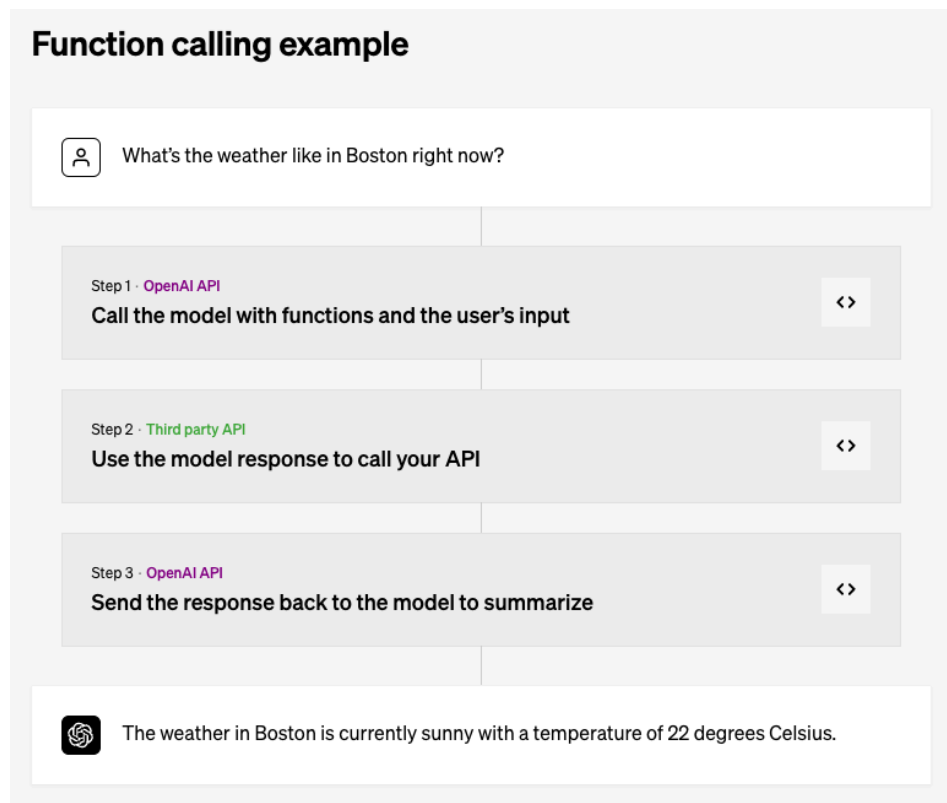 Function calling example
What’s the weather like in Boston right now?
Step 1 · OpenAI API
Call the model with functions and the user’s input
Step 2 · Third party API
Use the model response to call your API
Step 3 · OpenAI API
Send the response back to the model to summarize
The weather in Boston is currently sunny with a temperature of 22 degrees Celsius.